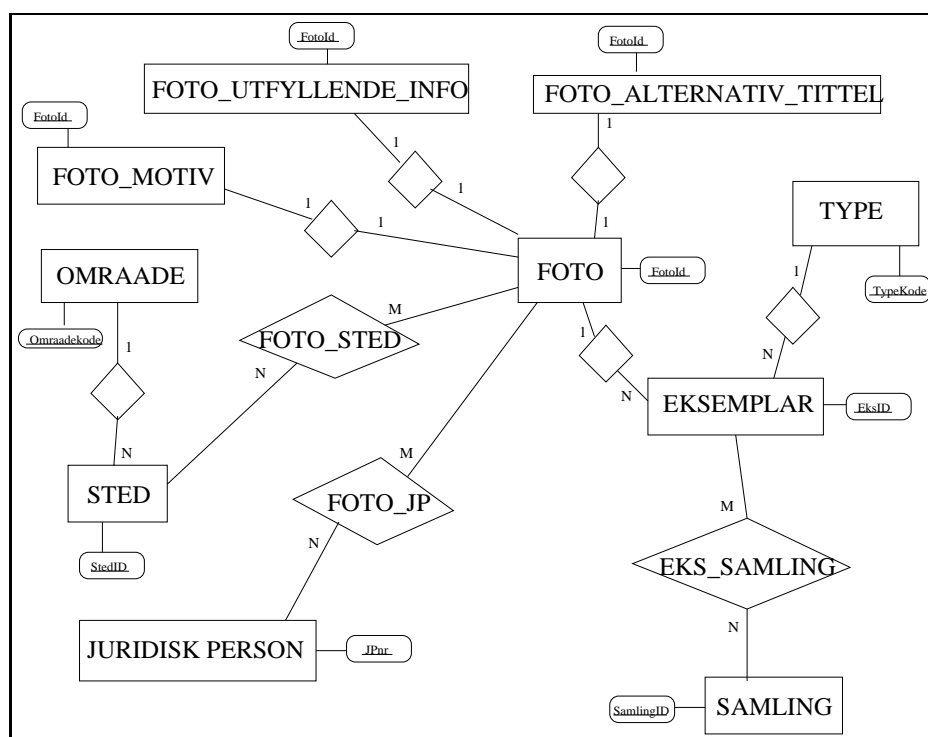 FotoId
FotoId
FOTO_UTFYLLENDE_INFO
FOTO_ALTERNATIV_TITTEL
FotoId
1
1
FOTO_MOTIV
1
1
1
1
TYPE
OMRAADE
FOTO
FotoId
1
TypeKode
Omraadekode
1
M
FOTO_STED
1
N
N
N
EKSEMPLAR
EksID
N
STED
M
FOTO_JP
M
N
StedID
EKS_SAMLING
N
JURIDISK PERSON
JPnr
SamlingID
SAMLING